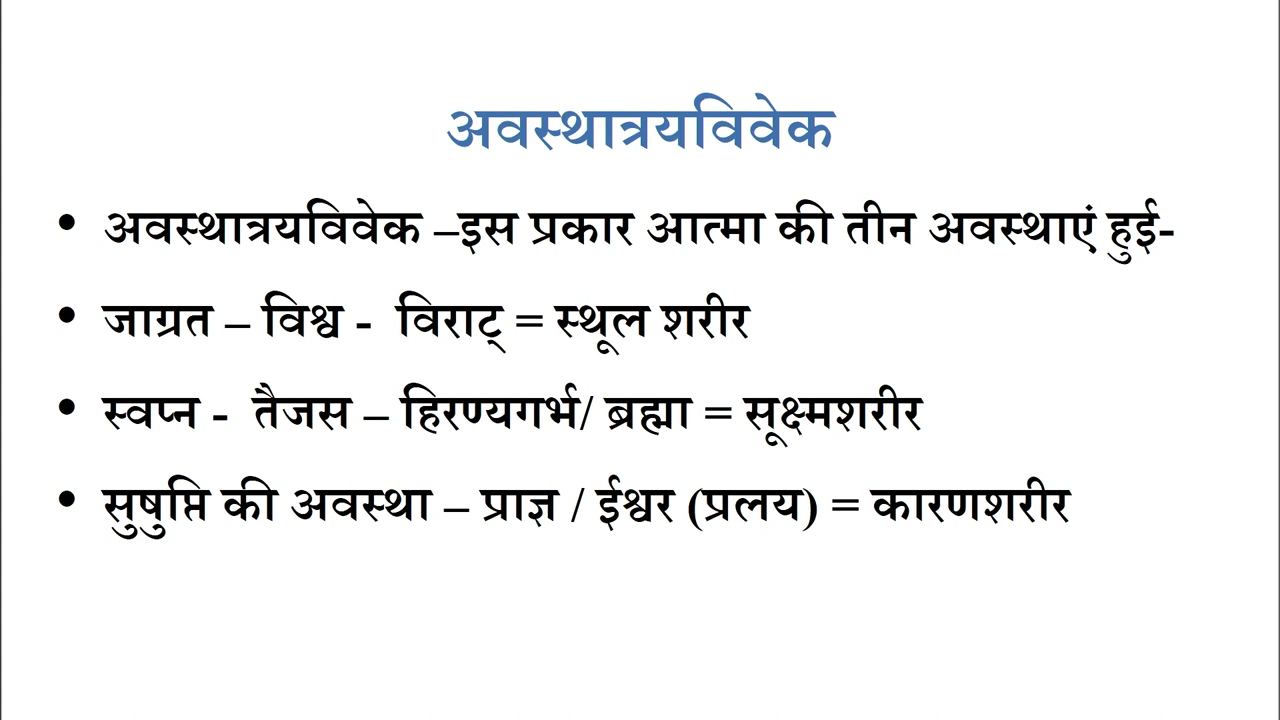 अवस्थात्रयविवेक
• अवस्थात्रयविवेक –इस प्रकार आत्मा की तीन अवस्थाएं हुई-
• जाग्रत – विश्व - विराट् = स्थूल शरीर
• स्वप्न - तैजस – हिरण्यगर्भ/ ब्रह्मा = सूक्ष्मशरीर
• सुषुप्ति की अवस्था – प्राज्ञ / ईश्वर (प्रलय) = कारणशरीर